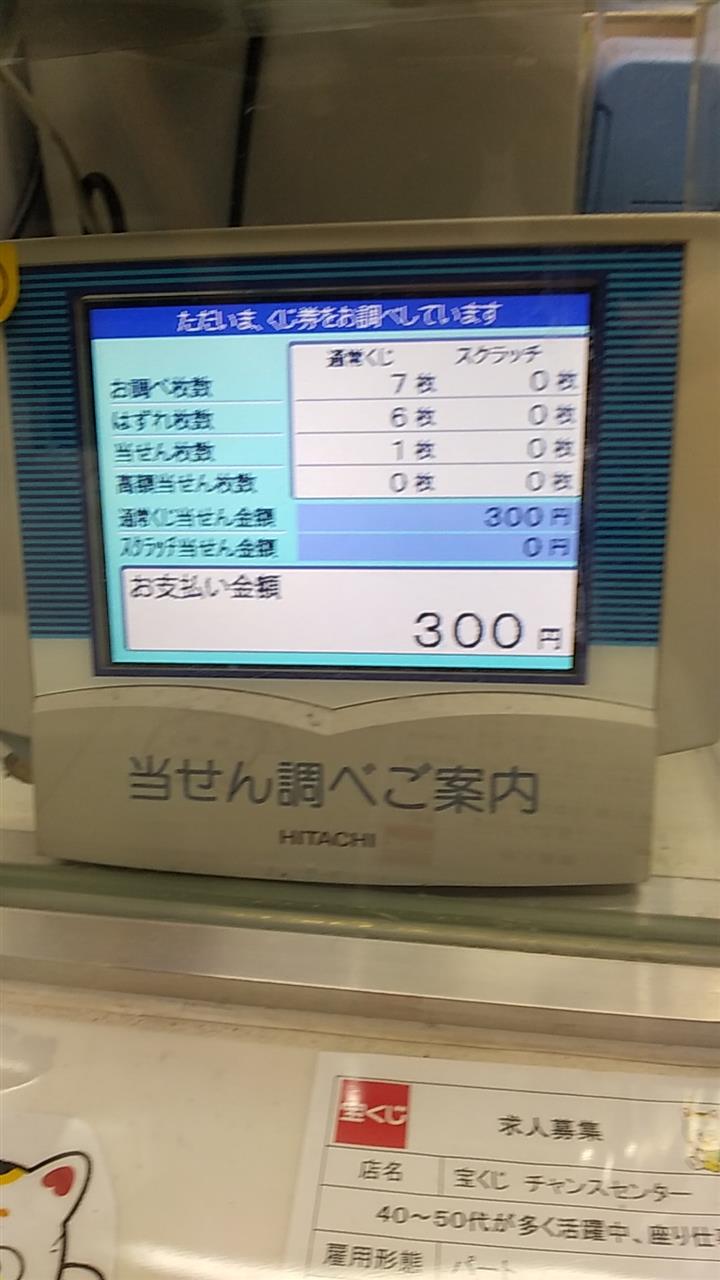 ただいま、くじ券をお調べしています
通常くじ スクラッチ
お調べ枚数 7枚 0枚
はずれ枚数 6枚 0枚
当せん枚数 1枚 0枚
高額当せん枚数 0枚 0枚
通常くじ当せん金額 300円
スクラッチ当せん金額 0円
お支払い金額
300円
当せん調べご案内
HITACHI
宝くじ 求人募集
店名 宝くじ チャンスセンター
40～50代が多く活躍中、座り仕
雇用形態 パート